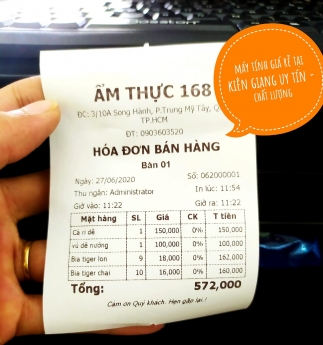 MÁY TÍNH GIÁ RẺ TẠI
KIÊN GIANG UY TÍN -
CHẤT LƯỢNG
ẨM THỰC 168
ĐC: 3/10A Song Hành, P.Trung Mỹ Tây, Q
TP.HCM
ĐT: 0903603520
HÓA ĐƠN BÁN HÀNG
Bàn 01
Ngày: 27/06/2020 Số: 062000001
Thu ngân: Administrator In lúc: 11:54
Giờ vào: 11:22 Giờ ra: 11:22
Mặt hàng SL Giá CK T tiền
Cà ri dê 1 150,000 0% 150,000
vú dê nướng 1 100,000 0% 100,000
Bia tiger lon 9 18,000 0% 162,000
Bia tiger chai 10 16,000 0% 160,000
Tổng: 572,000
Cám ơn Quý khách. Hẹn gặp lại!